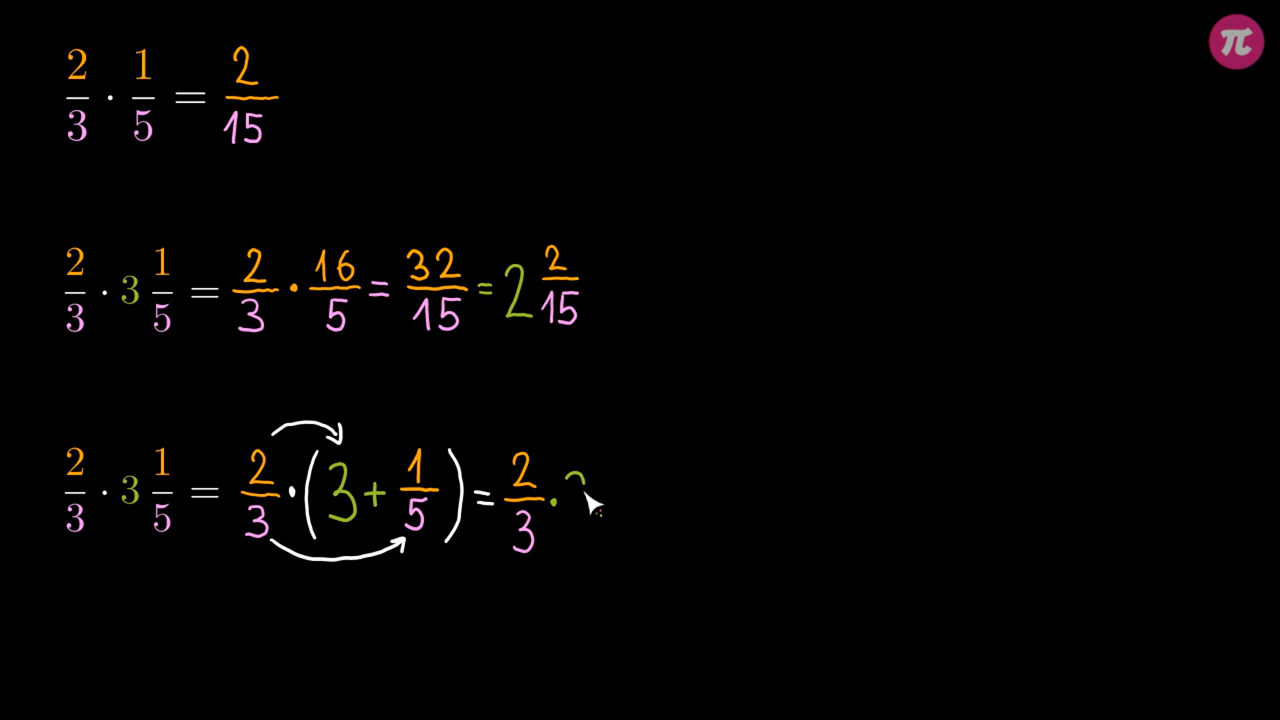 π
2/3 · 1/5 = 2/15
2/3 · 3 1/5 = 2/3 · 16/5 = 32/15 = 2 2/15
2/3 · 3 1/5 = 2/3 · (3 + 1/5) = 2/3 ·